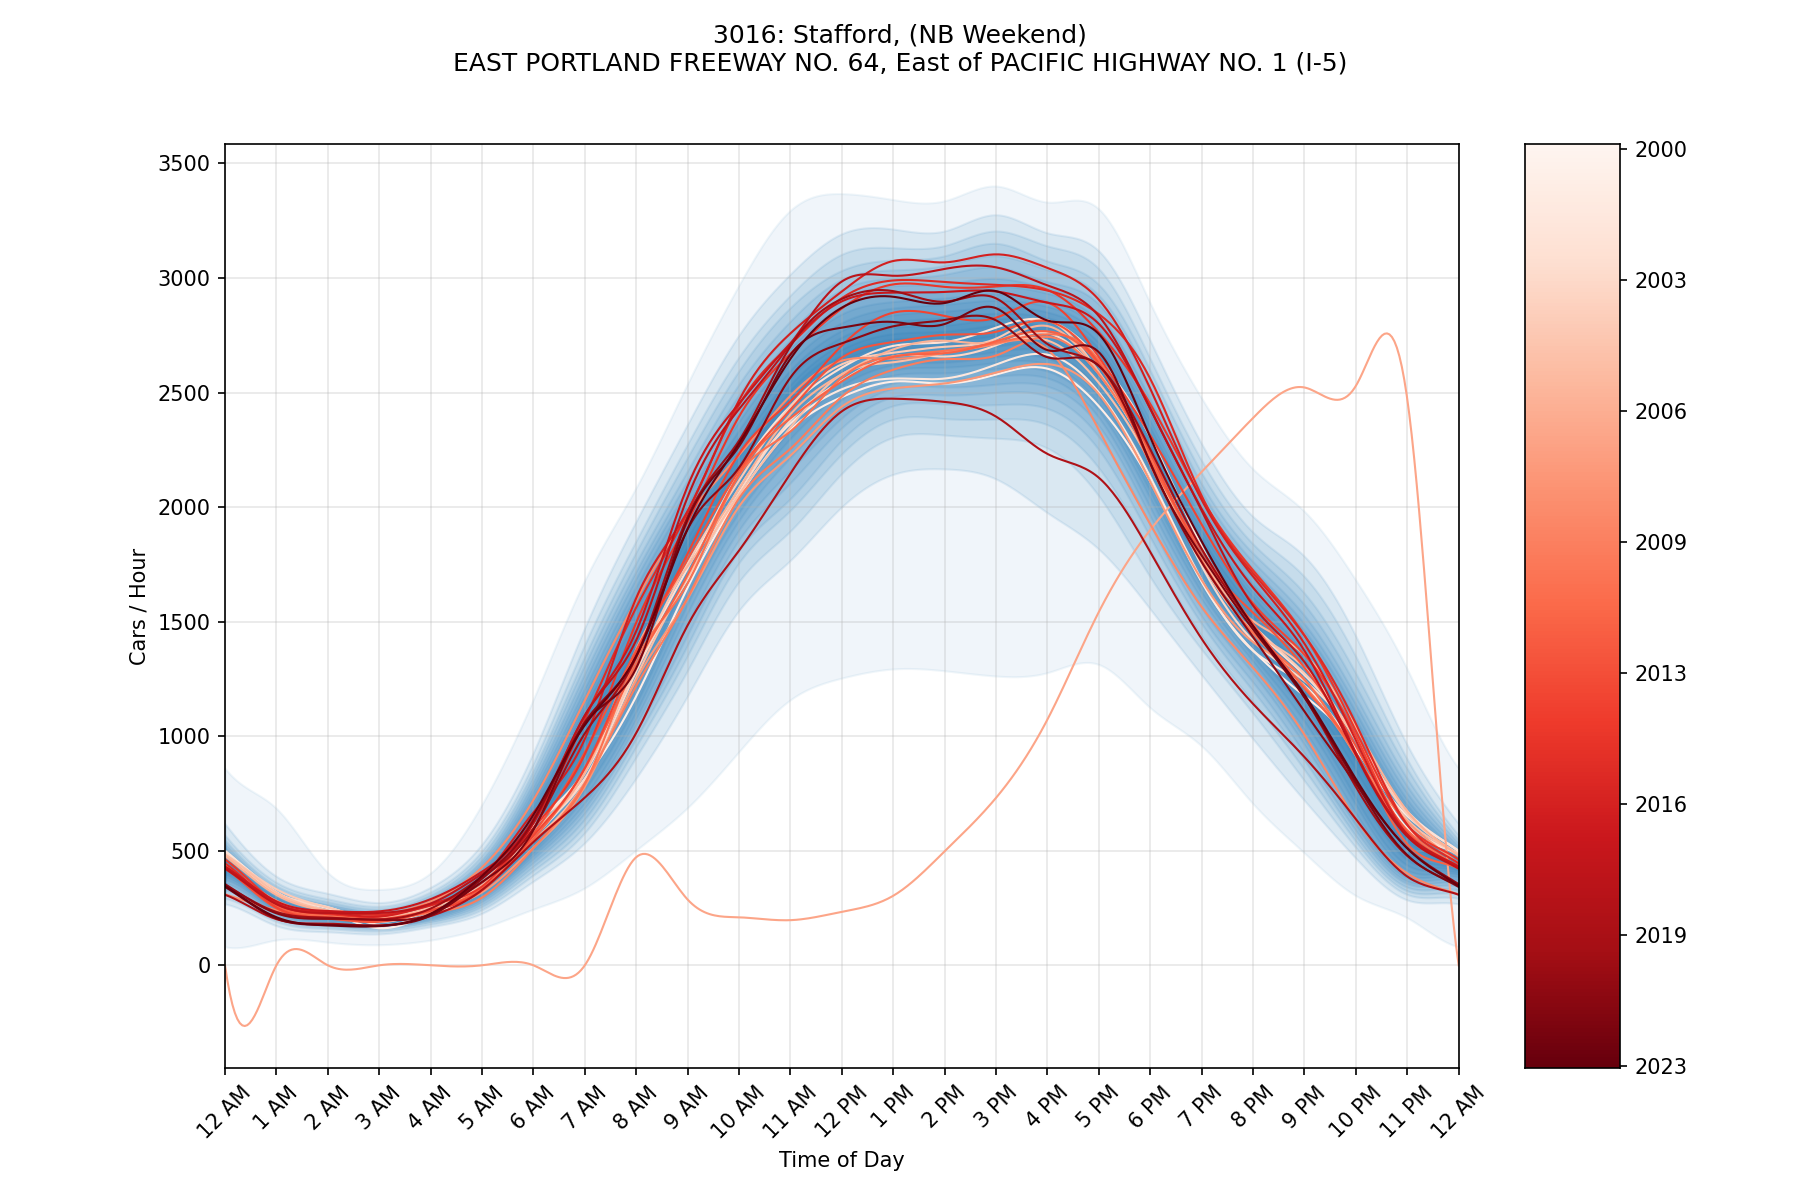 3016: Stafford, (NB Weekend)
EAST PORTLAND FREEWAY NO. 64, East of PACIFIC HIGHWAY NO. 1 (I-5)
Cars / Hour
3500
3000
2500
2000
1500
1000
500
0
12 AM
1 AM
2 AM
3 AM
4 AM
5 AM
6 AM
7 AM
8 AM
9 AM
10 AM
11 AM
12 PM
1 PM
2 PM
3 PM
4 PM
5 PM
6 PM
7 PM
8 PM
9 PM
10 PM
11 PM
12 AM
Time of Day
2000
2003
2006
2009
2013
2016
2019
2023